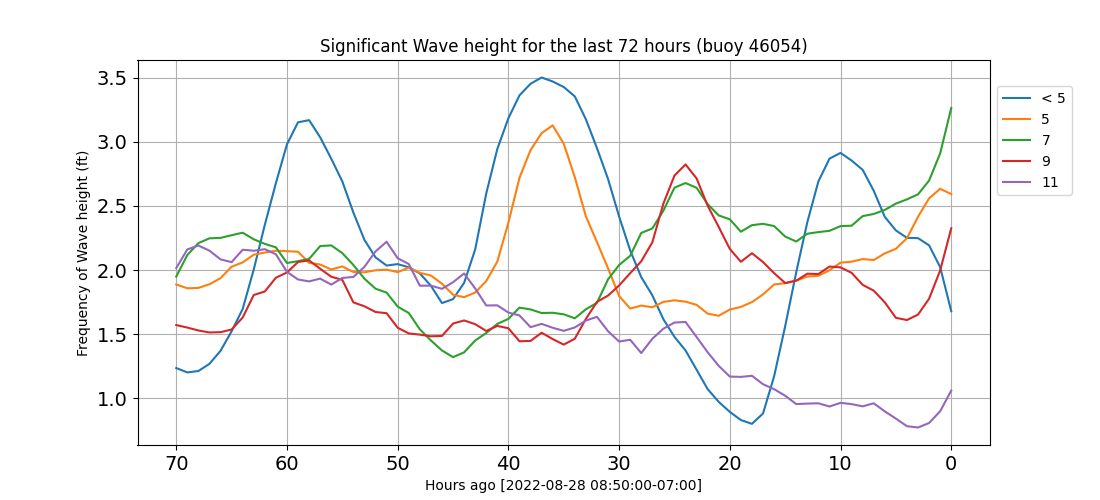 Significant Wave height for the last 72 hours (buoy 46054)
Frequency of Wave height (ft)
3.5
3.0
2.5
2.0
1.5
1.0
70 60 50 40 30 20 10 0
Hours ago [2022-08-28 08:50:00-07:00]
< 5
5
7
9
11